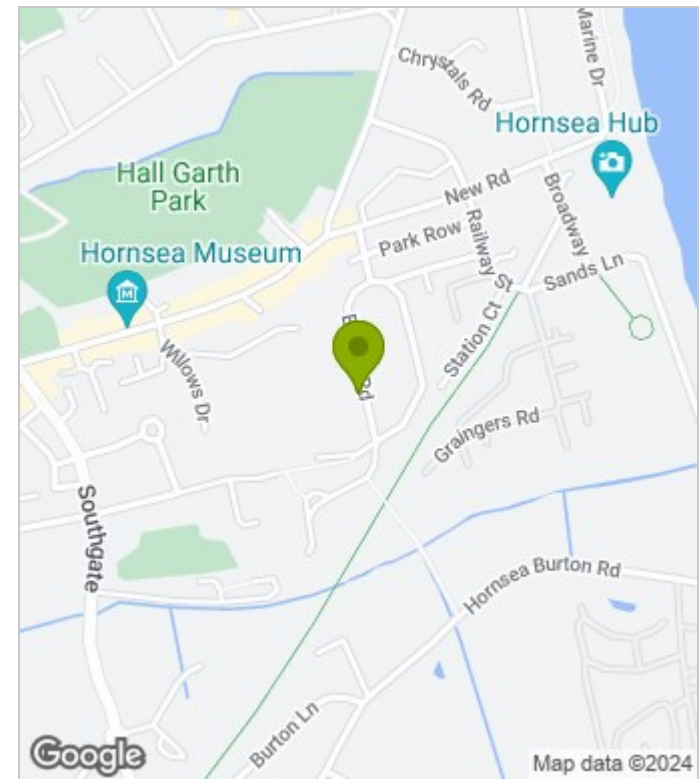 Marine Dr
Chrystals Rd
Hornsea Hub
Hall Garth
Park
New Rd
Broadway
Park Row
Railway St
Hornsea Museum
Sands Ln
Station Ct
Willows Dr
Rd
Graingers Rd
Southgate
Hornsea Burton Rd
Burton Ln
Google
Map data ©2024